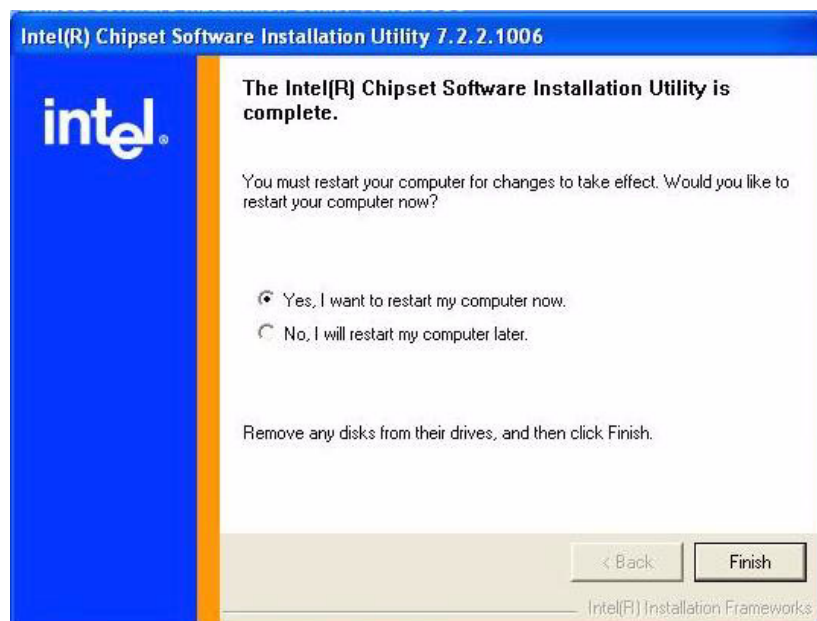 Intel(R) Chipset Software Installation Utility 7.2.2.1006
intel®
The Intel(R) Chipset Software Installation Utility is
complete.
You must restart your computer for changes to take effect. Would you like to
restart your computer now?
Yes, I want to restart my computer now.
No, I will restart my computer later.
Remove any disks from their drives, and then click Finish.
< Back
Finish
Intel(R) Installation Frameworks